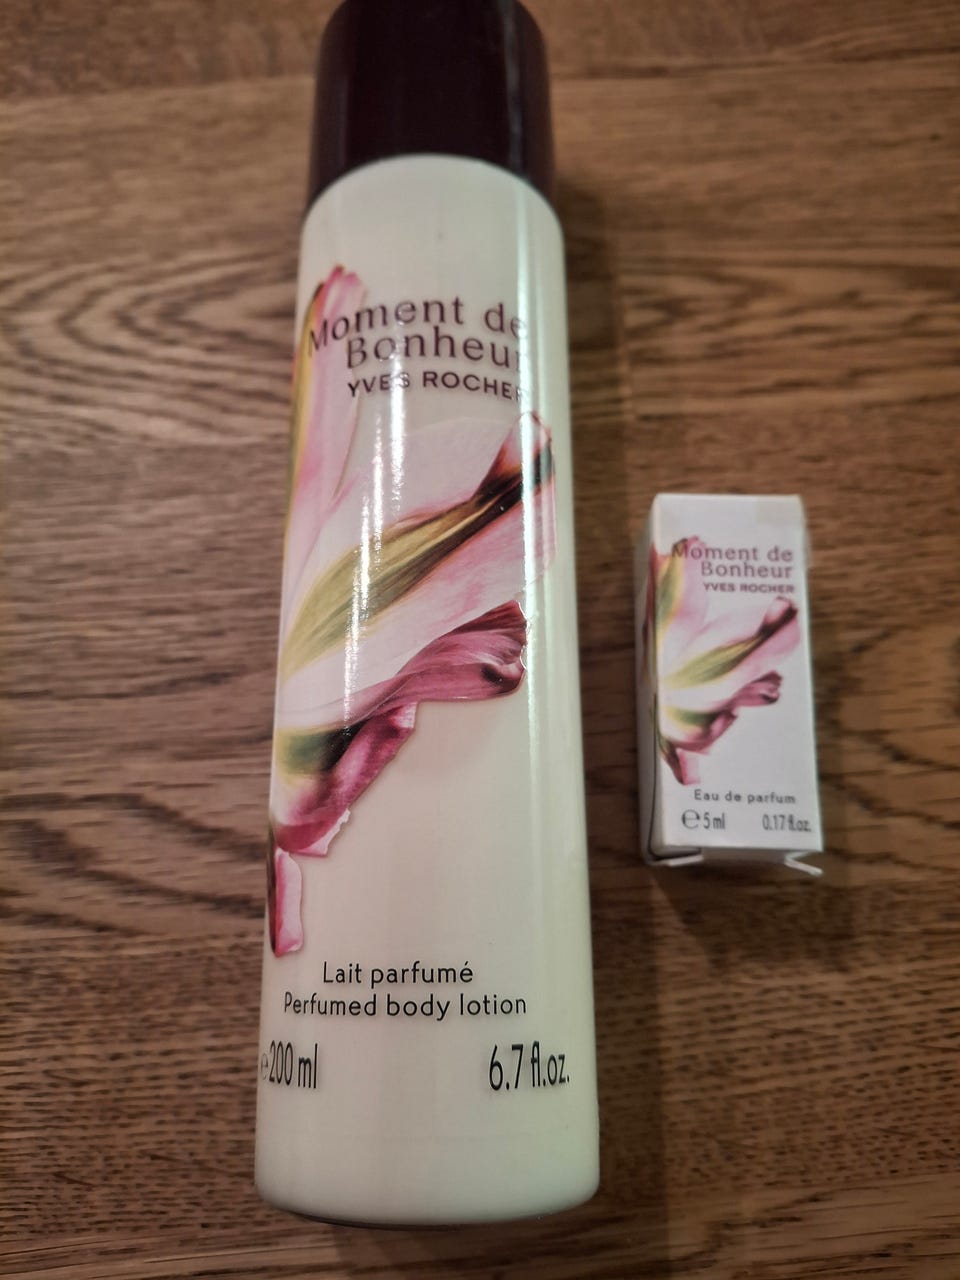 Moment de
Bonheur
YVES ROCHER
Lait parfumé
Perfumed body lotion
e 200 ml 6.7 fl.oz.
Moment de
Bonheur
YVES ROCHER
Eau de parfum
e 5 ml 0.17 fl.oz.